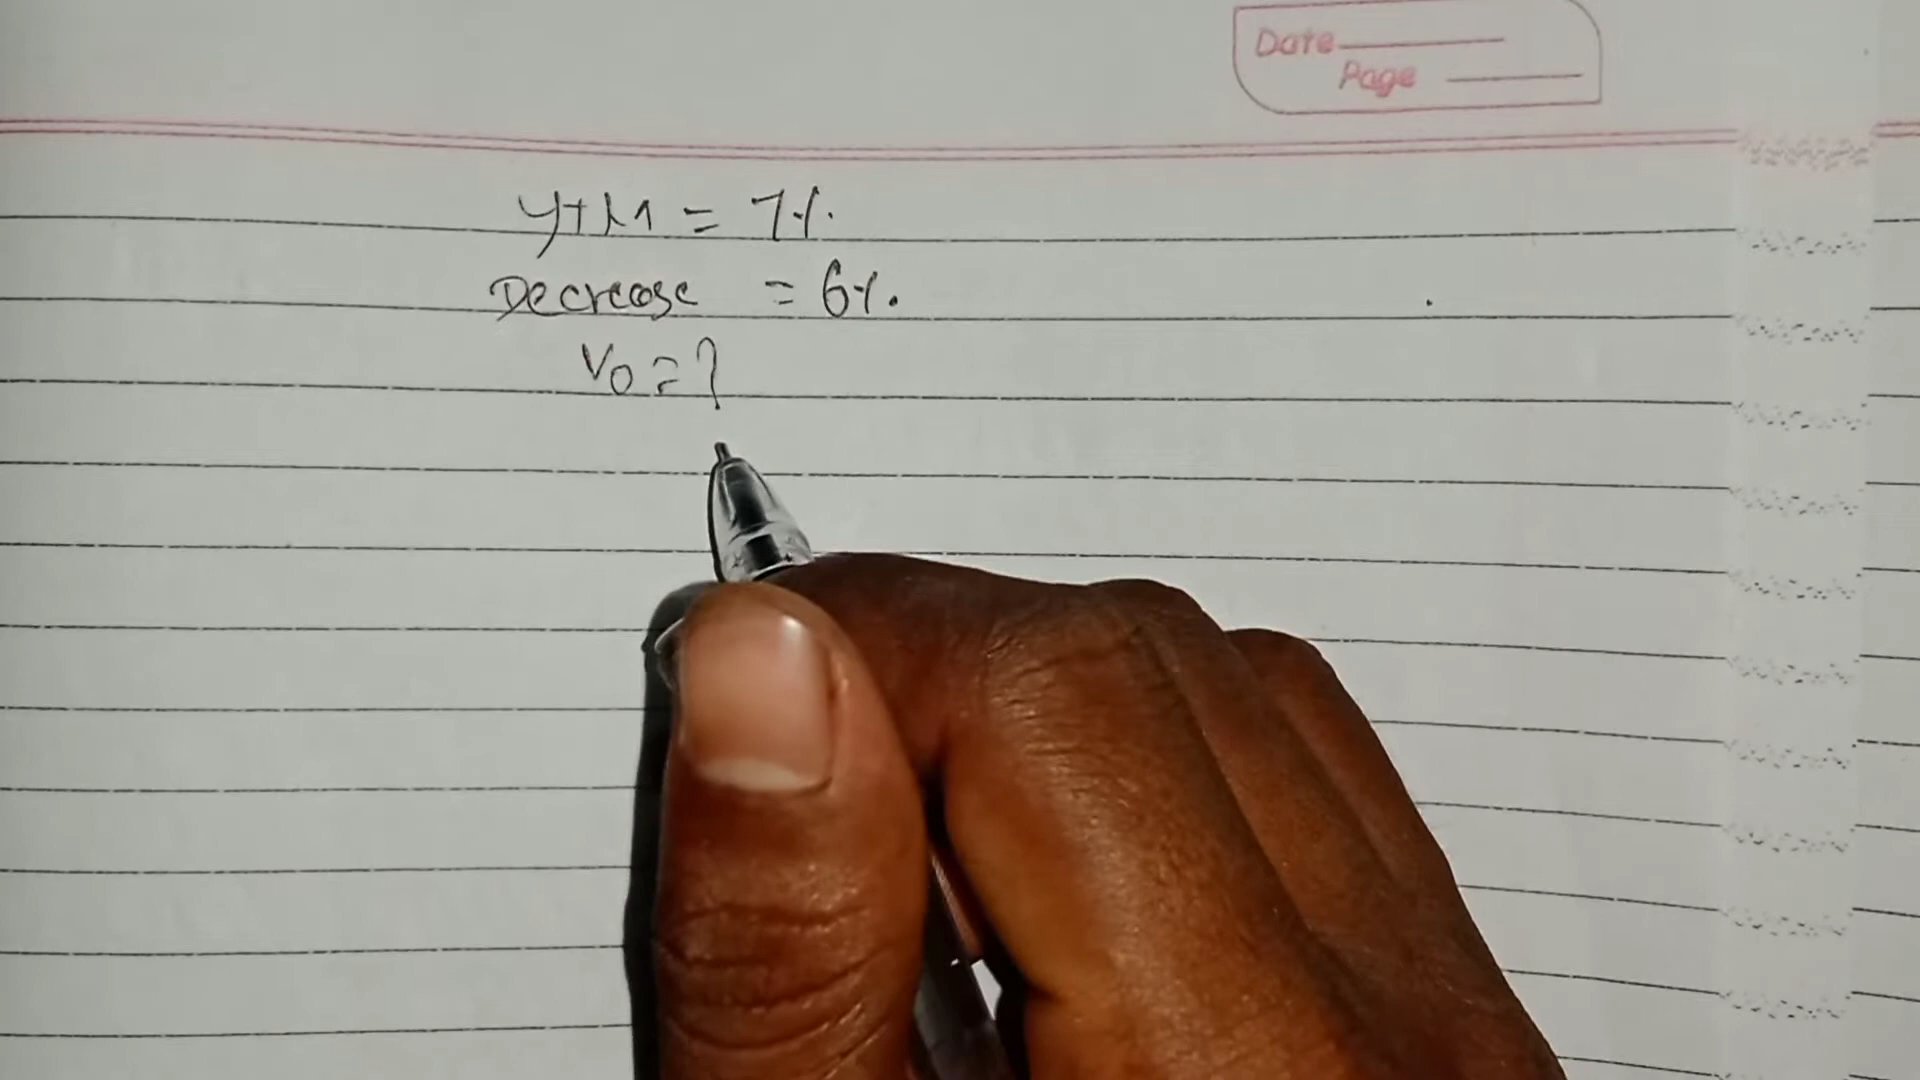 Date
Page
YTM = 7%.
Decrease = 6%.
V0 = ?